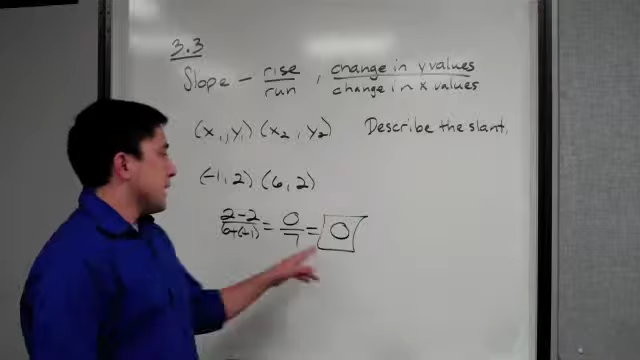 3.3
Slope - rise/run, change in y values/change in x values
(x₁, y₁) (x₂, y₂) Describe the slant,
(-1, 2) (6, 2)
2-2/6+(+1) = 0/7 = 0